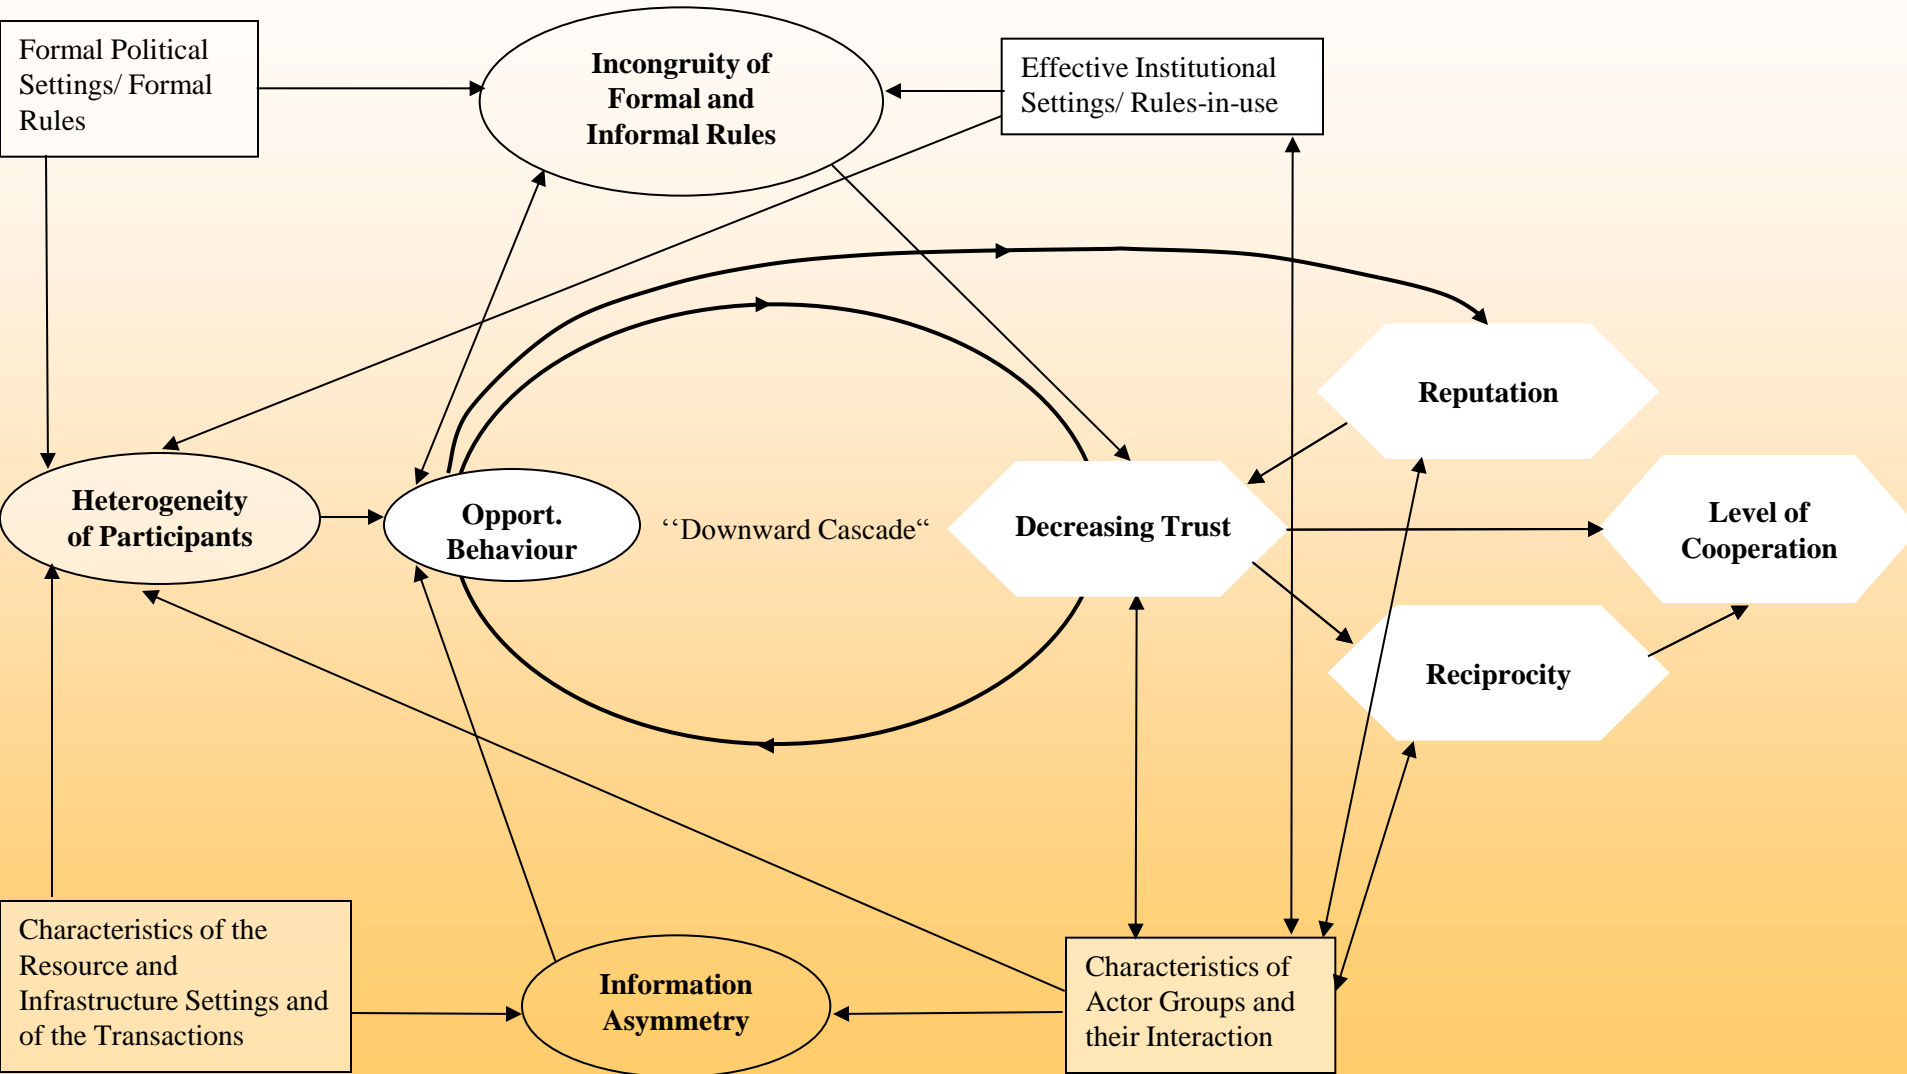 Formal Political
Settings/ Formal
Rules
Incongruity of
Formal and
Informal Rules
Effective Institutional
Settings/ Rules-in-use
Reputation
Heterogeneity
of Participants
Opport.
Behaviour
‘‘Downward Cascade“
Decreasing Trust
Level of
Cooperation
Reciprocity
Characteristics of the
Resource and
Infrastructure Settings and
of the Transactions
Information
Asymmetry
Characteristics of
Actor Groups and
their Interaction